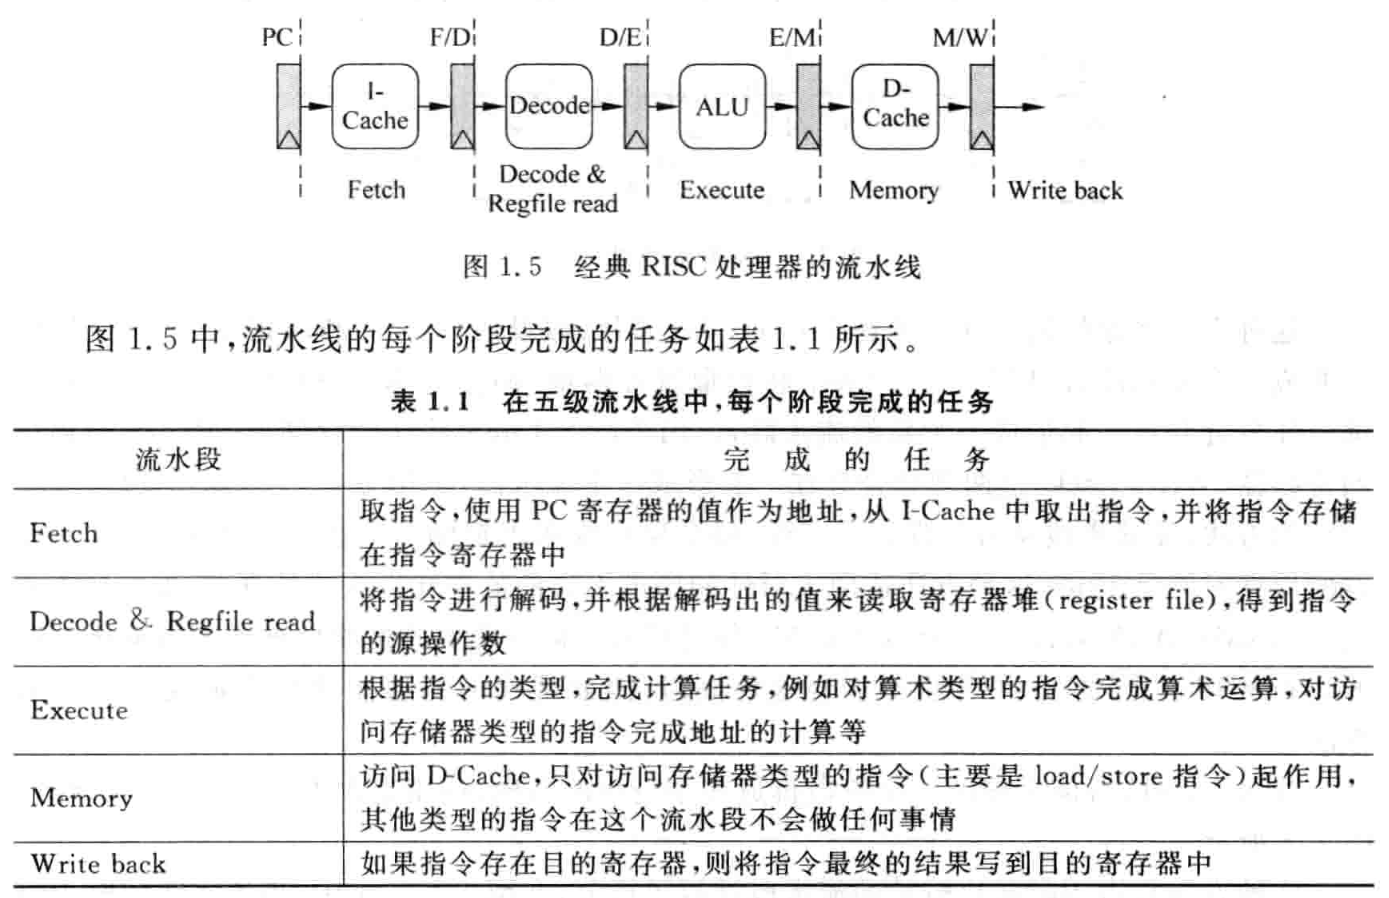 PC F/D D/E E/M M/W
I-Cache Decode ALU D-Cache
Fetch Decode & Regfile read Execute Memory Write back
图 1.5 经典 RISC 处理器的流水线
图 1.5 中,流水线的每个阶段完成的任务如表 1.1 所示。
表 1.1 在五级流水线中,每个阶段完成的任务
流水段 完成的任务
Fetch 取指令,使用 PC 寄存器的值作为地址,从 I-Cache 中取出指令,并将指令存储
在指令寄存器中
Decode & Regfile read 将指令进行解码,并根据解码出的值来读取寄存器堆(register file),得到指令
的源操作数
Execute 根据指令的类型,完成计算任务,例如对算术类型的指令完成算术运算,对访
问存储器类型的指令完成地址的计算等
Memory 访问 D-Cache,只对访问存储器类型的指令(主要是 load/store 指令)起作用,
其他类型的指令在这个流水段不会做任何事情
Write back 如果指令存在目的寄存器,则将指令最终的结果写到目的寄存器中